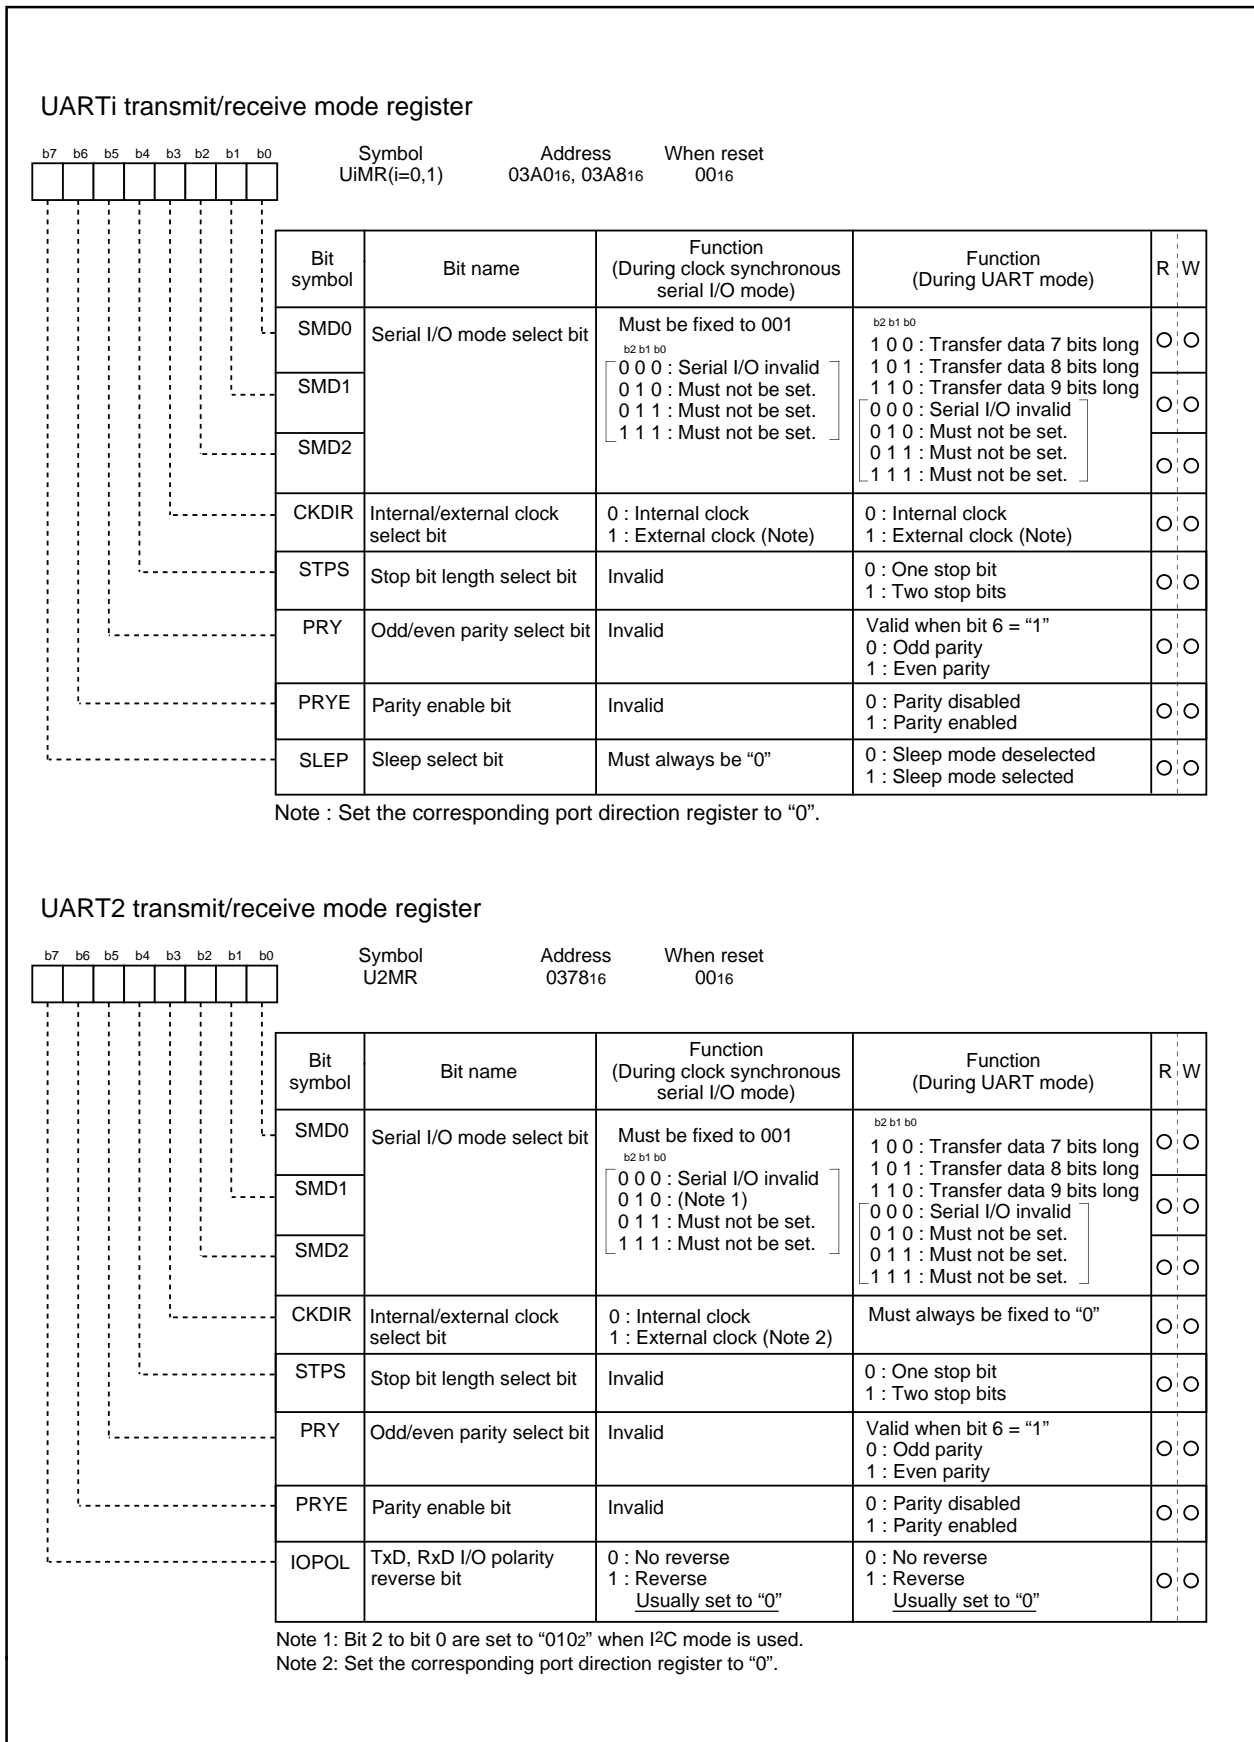 UARTi transmit/receive mode register
b7 b6 b5 b4 b3 b2 b1 b0
Symbol Address When reset
UiMR(i=0,1) 03A016, 03A816 0016
Bit symbol Bit name Function (During clock synchronous serial I/O mode) Function (During UART mode) R W
SMD0 Serial I/O mode select bit
Must be fixed to 001
b2 b1 b0
0 0 0 : Serial I/O invalid
0 1 0 : Must not be set.
0 1 1 : Must not be set.
1 1 1 : Must not be set.
b2 b1 b0
1 0 0 : Transfer data 7 bits long
1 0 1 : Transfer data 8 bits long
1 1 0 : Transfer data 9 bits long
0 0 0 : Serial I/O invalid
0 1 0 : Must not be set.
0 1 1 : Must not be set.
1 1 1 : Must not be set.
SMD1
SMD2
CKDIR Internal/external clock select bit
0 : Internal clock
1 : External clock (Note)
0 : Internal clock
1 : External clock (Note)
STPS Stop bit length select bit Invalid
0 : One stop bit
1 : Two stop bits
PRY Odd/even parity select bit Invalid
Valid when bit 6 = “1”
0 : Odd parity
1 : Even parity
PRYE Parity enable bit Invalid
0 : Parity disabled
1 : Parity enabled
SLEP Sleep select bit Must always be “0”
0 : Sleep mode deselected
1 : Sleep mode selected
Note : Set the corresponding port direction register to “0”.
UART2 transmit/receive mode register
b7 b6 b5 b4 b3 b2 b1 b0
Symbol Address When reset
U2MR 037816 0016
Bit symbol Bit name Function (During clock synchronous serial I/O mode) Function (During UART mode) R W
SMD0 Serial I/O mode select bit
Must be fixed to 001
b2 b1 b0
0 0 0 : Serial I/O invalid
0 1 0 : (Note 1)
0 1 1 : Must not be set.
1 1 1 : Must not be set.
b2 b1 b0
1 0 0 : Transfer data 7 bits long
1 0 1 : Transfer data 8 bits long
1 1 0 : Transfer data 9 bits long
0 0 0 : Serial I/O invalid
0 1 0 : Must not be set.
0 1 1 : Must not be set.
1 1 1 : Must not be set.
SMD1
SMD2
CKDIR Internal/external clock select bit
0 : Internal clock
1 : External clock (Note 2)
Must always be fixed to “0”
STPS Stop bit length select bit Invalid
0 : One stop bit
1 : Two stop bits
PRY Odd/even parity select bit Invalid
Valid when bit 6 = “1”
0 : Odd parity
1 : Even parity
PRYE Parity enable bit Invalid
0 : Parity disabled
1 : Parity enabled
IOPOL TxD, RxD I/O polarity reverse bit
0 : No reverse
1 : Reverse
Usually set to “0”
0 : No reverse
1 : Reverse
Usually set to “0”
Note 1: Bit 2 to bit 0 are set to “0102” when I2C mode is used.
Note 2: Set the corresponding port direction register to “0”.